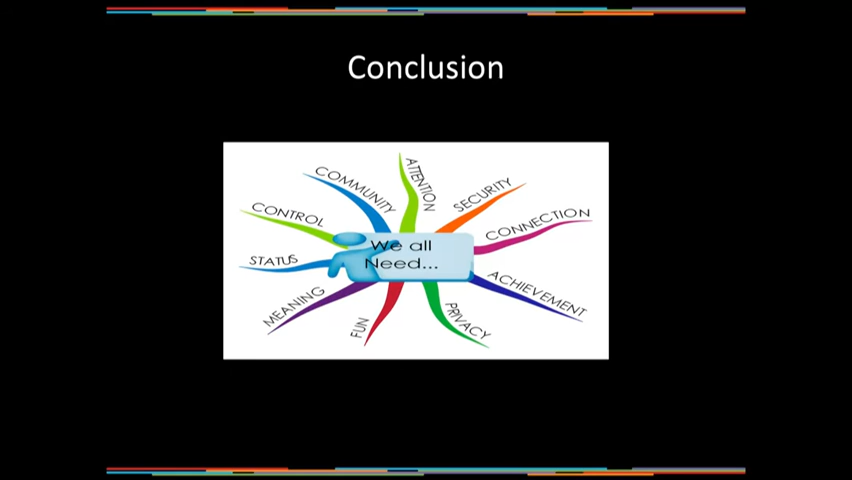 Conclusion
ATTENTION
COMMUNITY
SECURITY
CONTROL
CONNECTION
We all
Need...
STATUS
ACHIEVEMENT
MEANING
PRIVACY
FUN